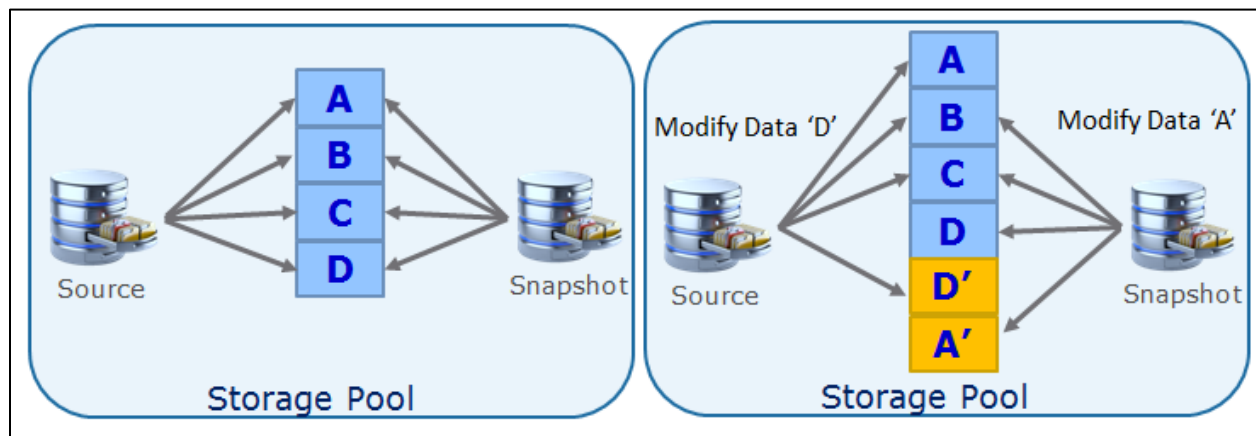 A
B
C
D
Source
Snapshot
Storage Pool
A
Modify Data ‘D’
B
Modify Data ‘A’
C
D
Source
D’
Snapshot
A’
Storage Pool